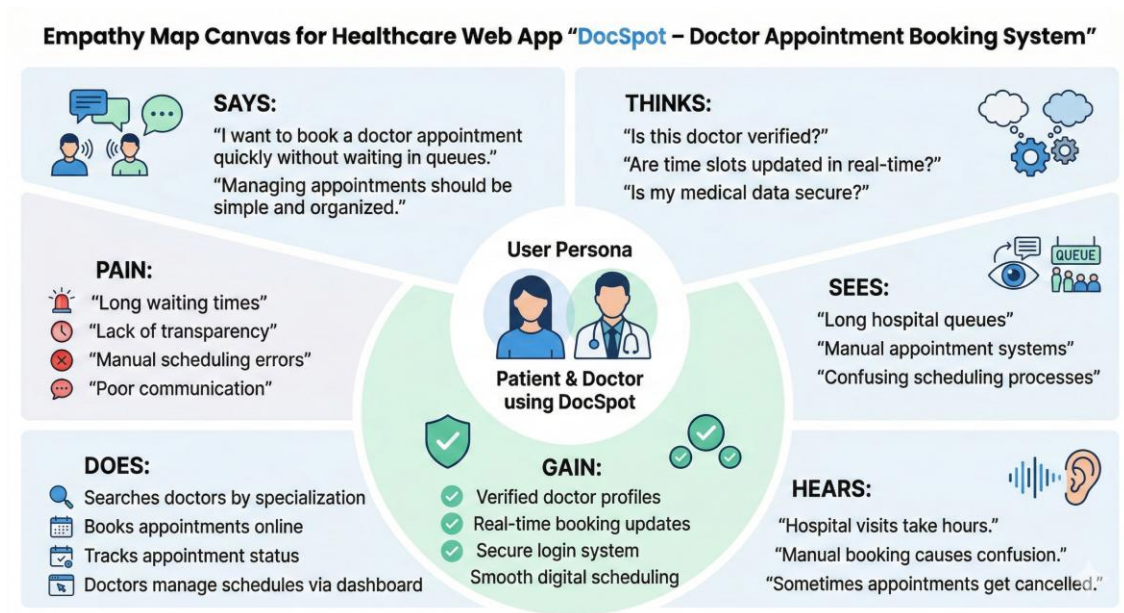 Empathy Map Canvas for Healthcare Web App “DocSpot – Doctor Appointment Booking System”
SAYS:
“I want to book a doctor appointment
quickly without waiting in queues.”
“Managing appointments should be
simple and organized.”
THINKS:
“Is this doctor verified?”
“Are time slots updated in real-time?”
“Is my medical data secure?”
PAIN:
“Long waiting times”
“Lack of transparency”
“Manual scheduling errors”
“Poor communication”
User Persona
Patient & Doctor
using DocSpot
QUEUE
SEES:
“Long hospital queues”
“Manual appointment systems”
“Confusing scheduling processes”
DOES:
Searches doctors by specialization
Books appointments online
Tracks appointment status
Doctors manage schedules via dashboard
GAIN:
Verified doctor profiles
Real-time booking updates
Secure login system
Smooth digital scheduling
HEARS:
“Hospital visits take hours.”
“Manual booking causes confusion.”
“Sometimes appointments get cancelled.”